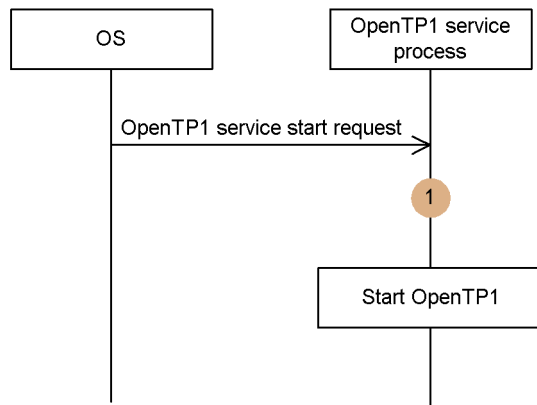 OS
OpenTP1 service
process
OpenTP1 service start request
1
Start OpenTP1